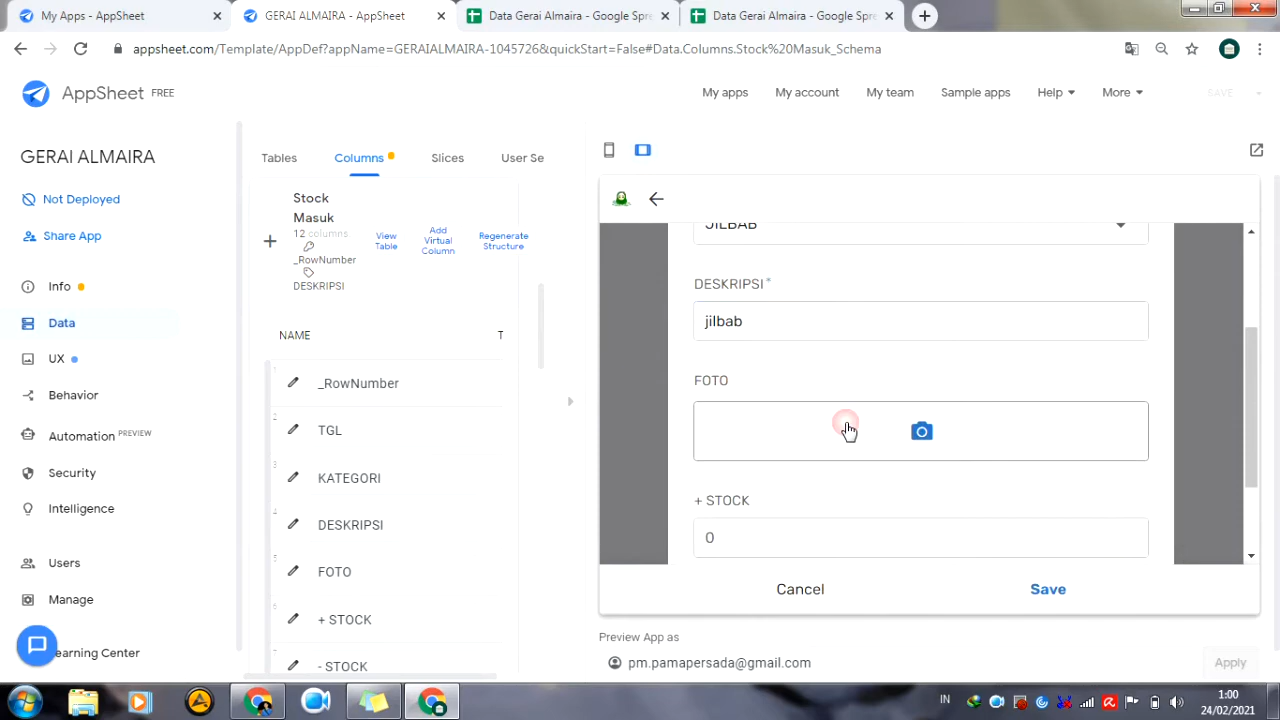 My Apps - AppSheet
GERAI ALMAIRA - AppSheet
Data Gerai Almaira - Google Spre
Data Gerai Almaira - Google Spre
appsheet.com/Template/AppDef?appName=GERAIALMAIRA-1045726&quickStart=False#Data.Columns.Stock%20Masuk_Schema
AppSheet FREE
My apps
My account
My team
Sample apps
Help
More
SAVE
GERAI ALMAIRA
Not Deployed
Share App
Info
Data
UX
Behavior
Automation PREVIEW
Security
Intelligence
Users
Manage
earning Center
Tables
Columns
Slices
User Se
Stock
Masuk
12 columns
_RowNumber
DESKRIPSI
View
Table
Add
Virtual
Column
Regenerate
Structure
NAME
T
_RowNumber
TGL
KATEGORI
DESKRIPSI
FOTO
+ STOCK
- STOCK
JILBAB
DESKRIPSI*
jilbab
FOTO
+ STOCK
0
Cancel
Save
Preview App as
pm.pamapersada@gmail.com
Apply
IN
1:00
24/02/2021